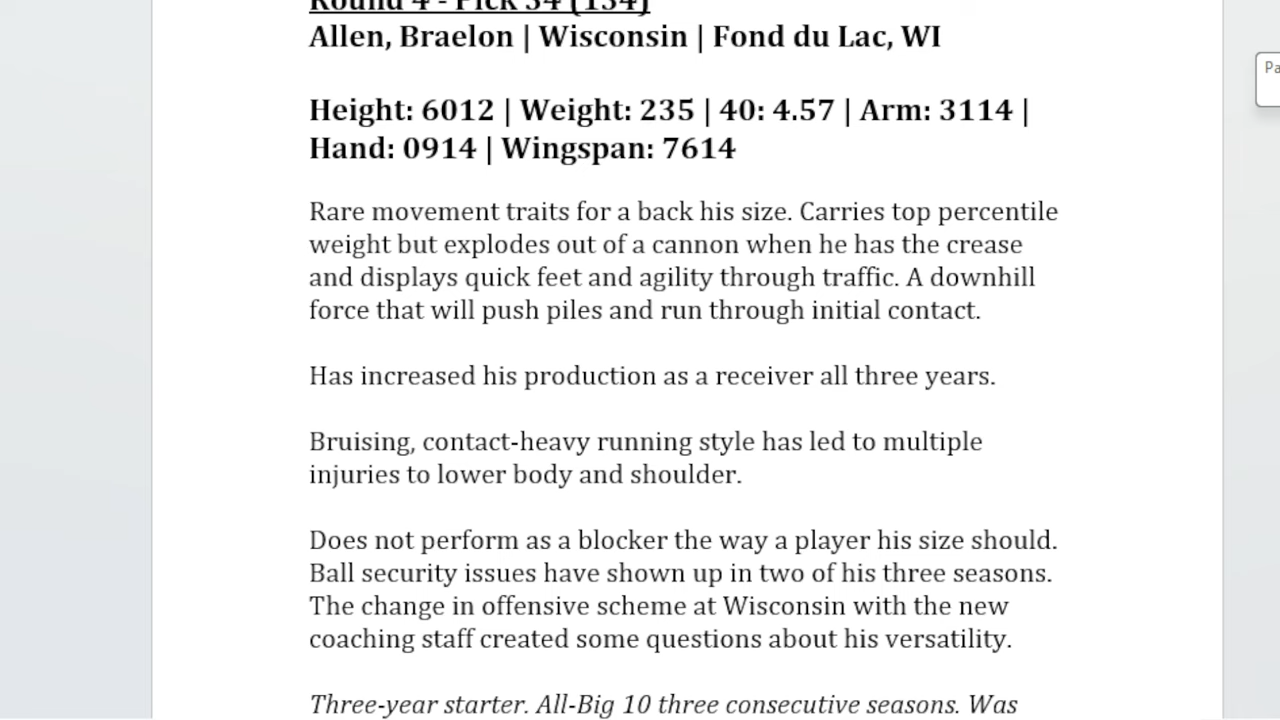 Round 4 - Pick 34 (134)
Allen, Braelon | Wisconsin | Fond du Lac, WI
Height: 6012 | Weight: 235 | 40: 4.57 | Arm: 3114 |
Hand: 0914 | Wingspan: 7614
Rare movement traits for a back his size. Carries top percentile
weight but explodes out of a cannon when he has the crease
and displays quick feet and agility through traffic. A downhill
force that will push piles and run through initial contact.
Has increased his production as a receiver all three years.
Bruising, contact-heavy running style has led to multiple
injuries to lower body and shoulder.
Does not perform as a blocker the way a player his size should.
Ball security issues have shown up in two of his three seasons.
The change in offensive scheme at Wisconsin with the new
coaching staff created some questions about his versatility.
Three-year starter. All-Big 10 three consecutive seasons. Was
Pa